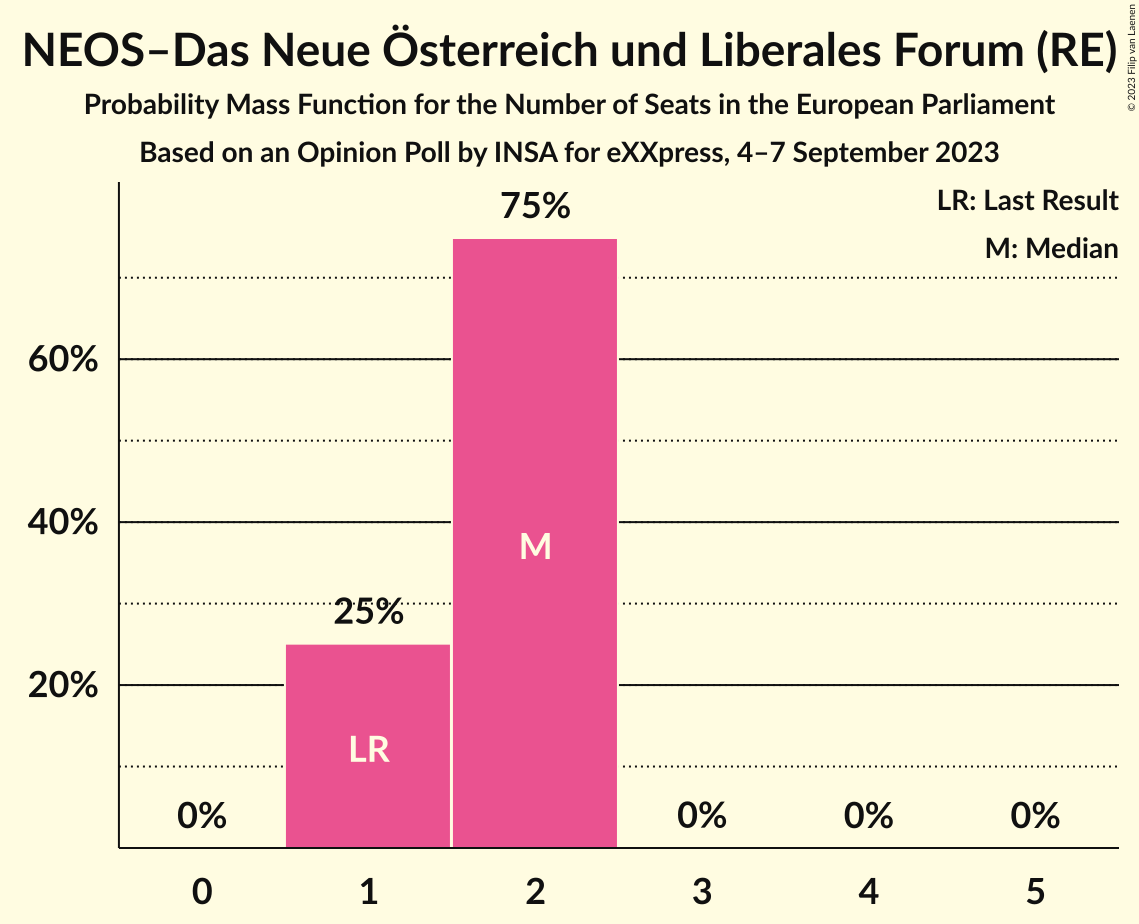 NEOS–Das Neue Österreich und Liberales Forum (RE)
Probability Mass Function for the Number of Seats in the European Parliament
Based on an Opinion Poll by INSA for eXXpress, 4–7 September 2023
© 2023 Filip van Laenen
LR: Last Result
M: Median
75%
60%
40%
M
25%
20%
LR
0%
0%
0%
0%
0
1
2
3
4
5